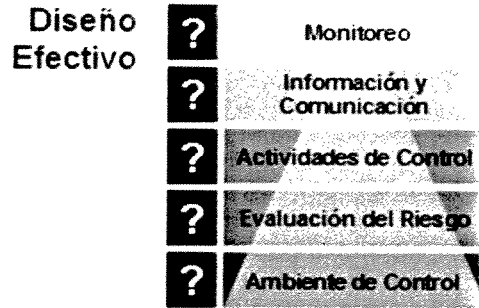 Diseño
Efectivo
? Monitoreo
? Información y
Comunicación
? Actividades de Control
? Evaluación del Riesgo
? Ambiente de Control